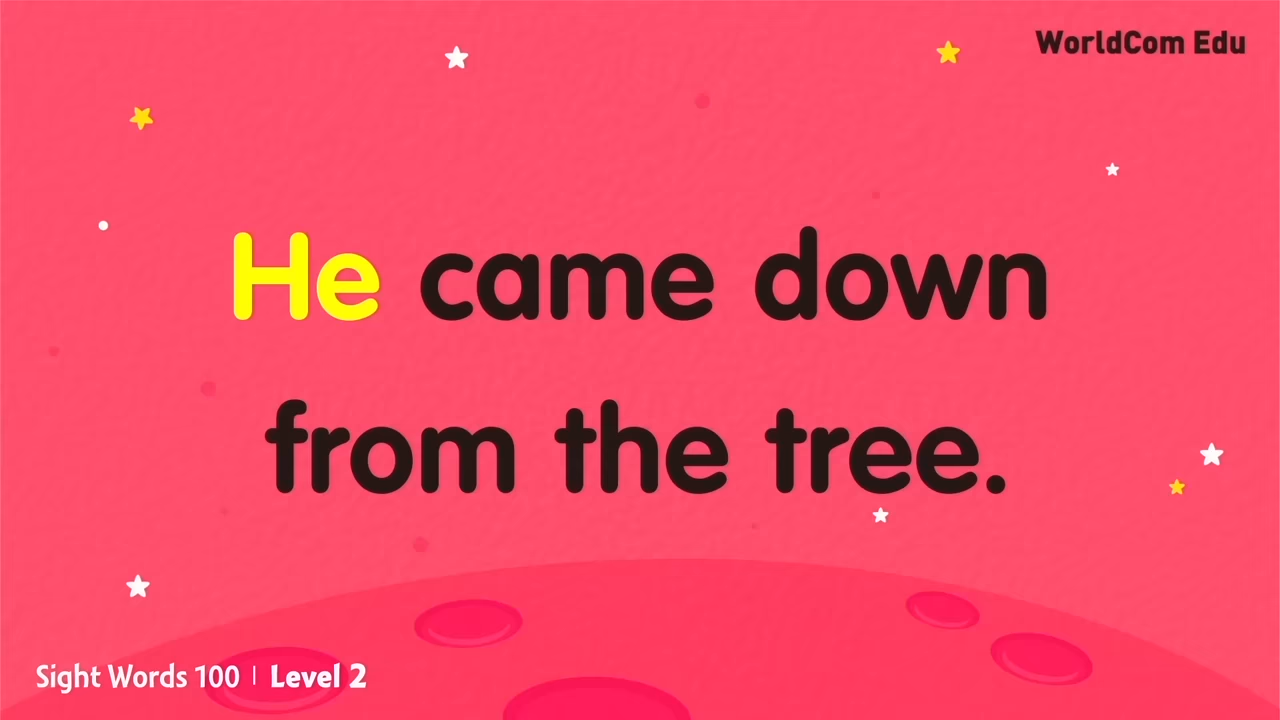 WorldCom Edu
He came down
from the tree.
Sight Words 100 | Level 2